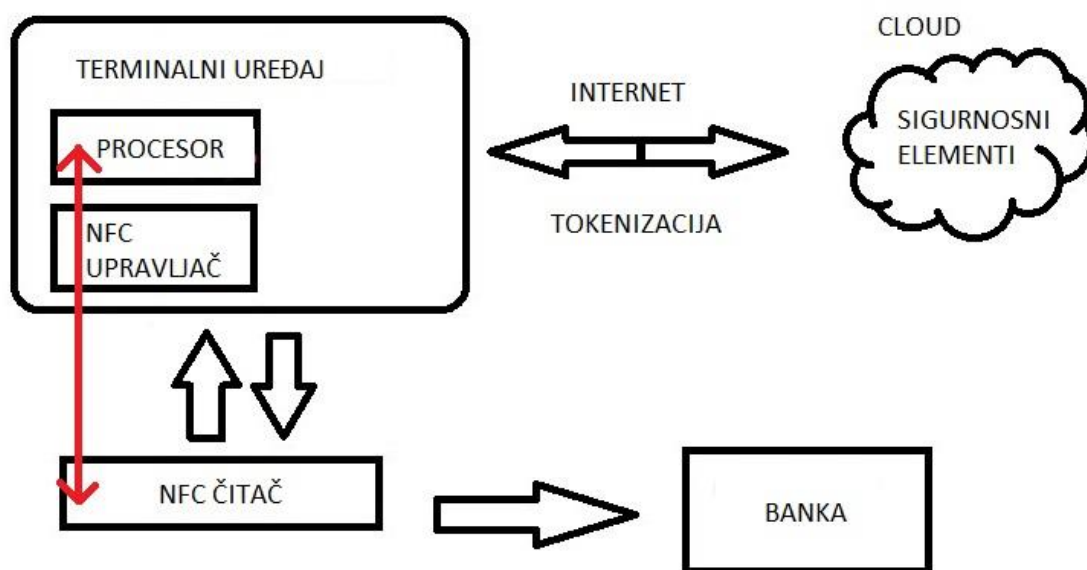 TERMINALNI UREĐAJ
PROCESOR
NFC
UPRAVLJAČ
INTERNET
TOKENIZACIJA
CLOUD
SIGURNOSNI
ELEMENTI
NFC ČITAČ
BANKA